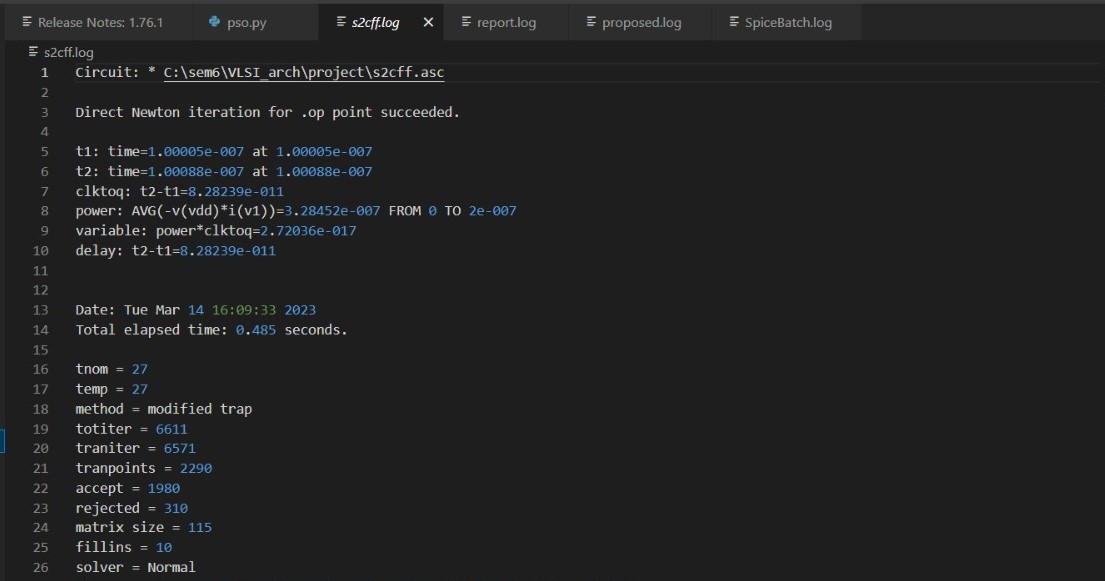 Release Notes: 1.76.1 pso.py s2cff.log × report.log proposed.log SpiceBatch.log
s2cff.log
1 Circuit: * C:\sem6\VLSI_arch\project\s2cff.asc
2
3 Direct Newton iteration for .op point succeeded.
4
5 t1: time=1.00005e-007 at 1.00005e-007
6 t2: time=1.00088e-007 at 1.00088e-007
7 clktoq: t2-t1=8.28239e-011
8 power: AVG(-v(vdd)*i(v1))=3.28452e-007 FROM 0 TO 2e-007
9 variable: power*clktoq=2.72036e-017
10 delay: t2-t1=8.28239e-011
11
12
13 Date: Tue Mar 14 16:09:33 2023
14 Total elapsed time: 0.485 seconds.
15
16 tnom = 27
17 temp = 27
18 method = modified trap
19 totiter = 6611
20 traniter = 6571
21 tranpoints = 2290
22 accept = 1980
23 rejected = 310
24 matrix size = 115
25 fillins = 10
26 solver = Normal